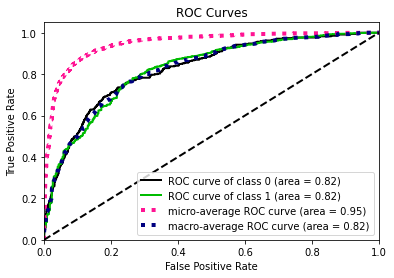 ROC Curves
True Positive Rate
1.0
0.8
0.6
0.4
0.2
0.0
ROC curve of class 0 (area = 0.82)
ROC curve of class 1 (area = 0.82)
micro-average ROC curve (area = 0.95)
macro-average ROC curve (area = 0.82)
0.0 0.2 0.4 0.6 0.8 1.0
False Positive Rate